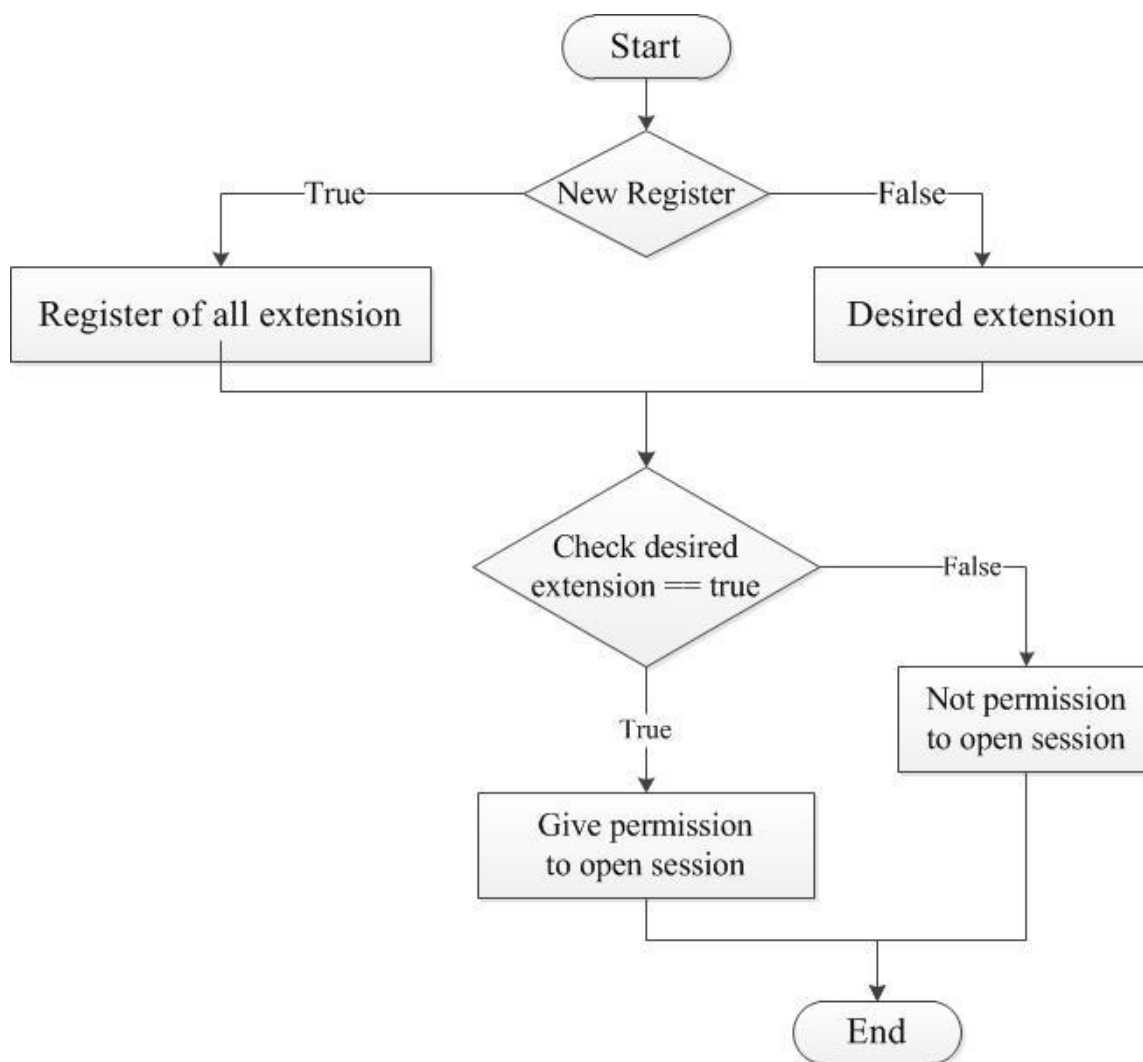 Start
New Register
True
False
Register of all extension
Desired extension
Check desired
extension == true
False
True
Not permission
to open session
Give permission
to open session
End